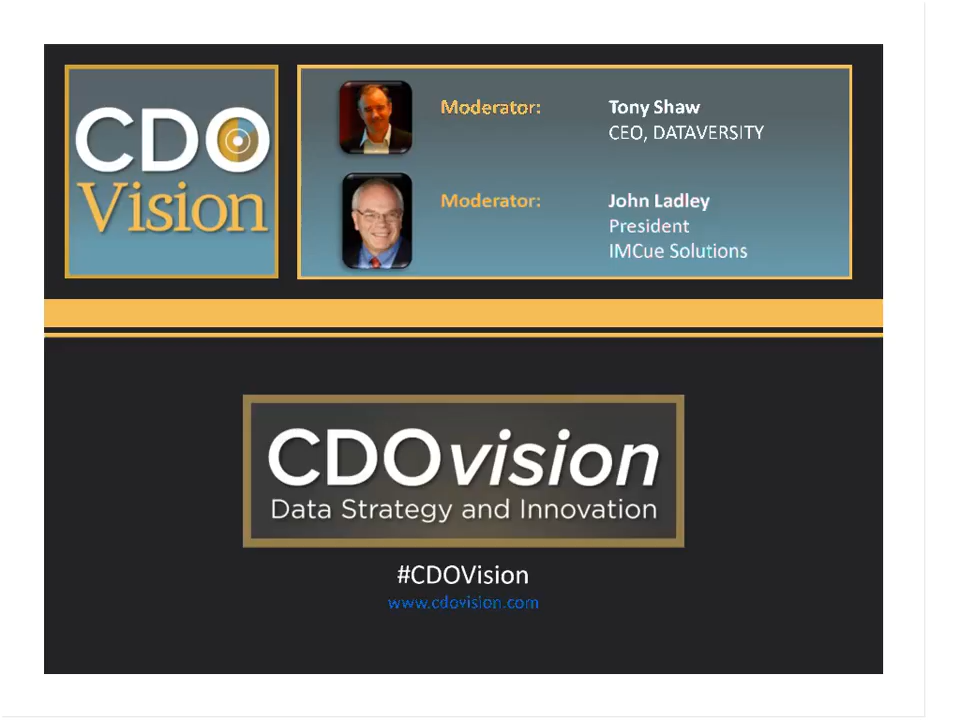 CDO
Vision
Moderator: Tony Shaw
CEO, DATAVERSITY
Moderator: John Ladley
President
IMCue Solutions
CDOvision
Data Strategy and Innovation
#CDOVision
www.cdovision.com